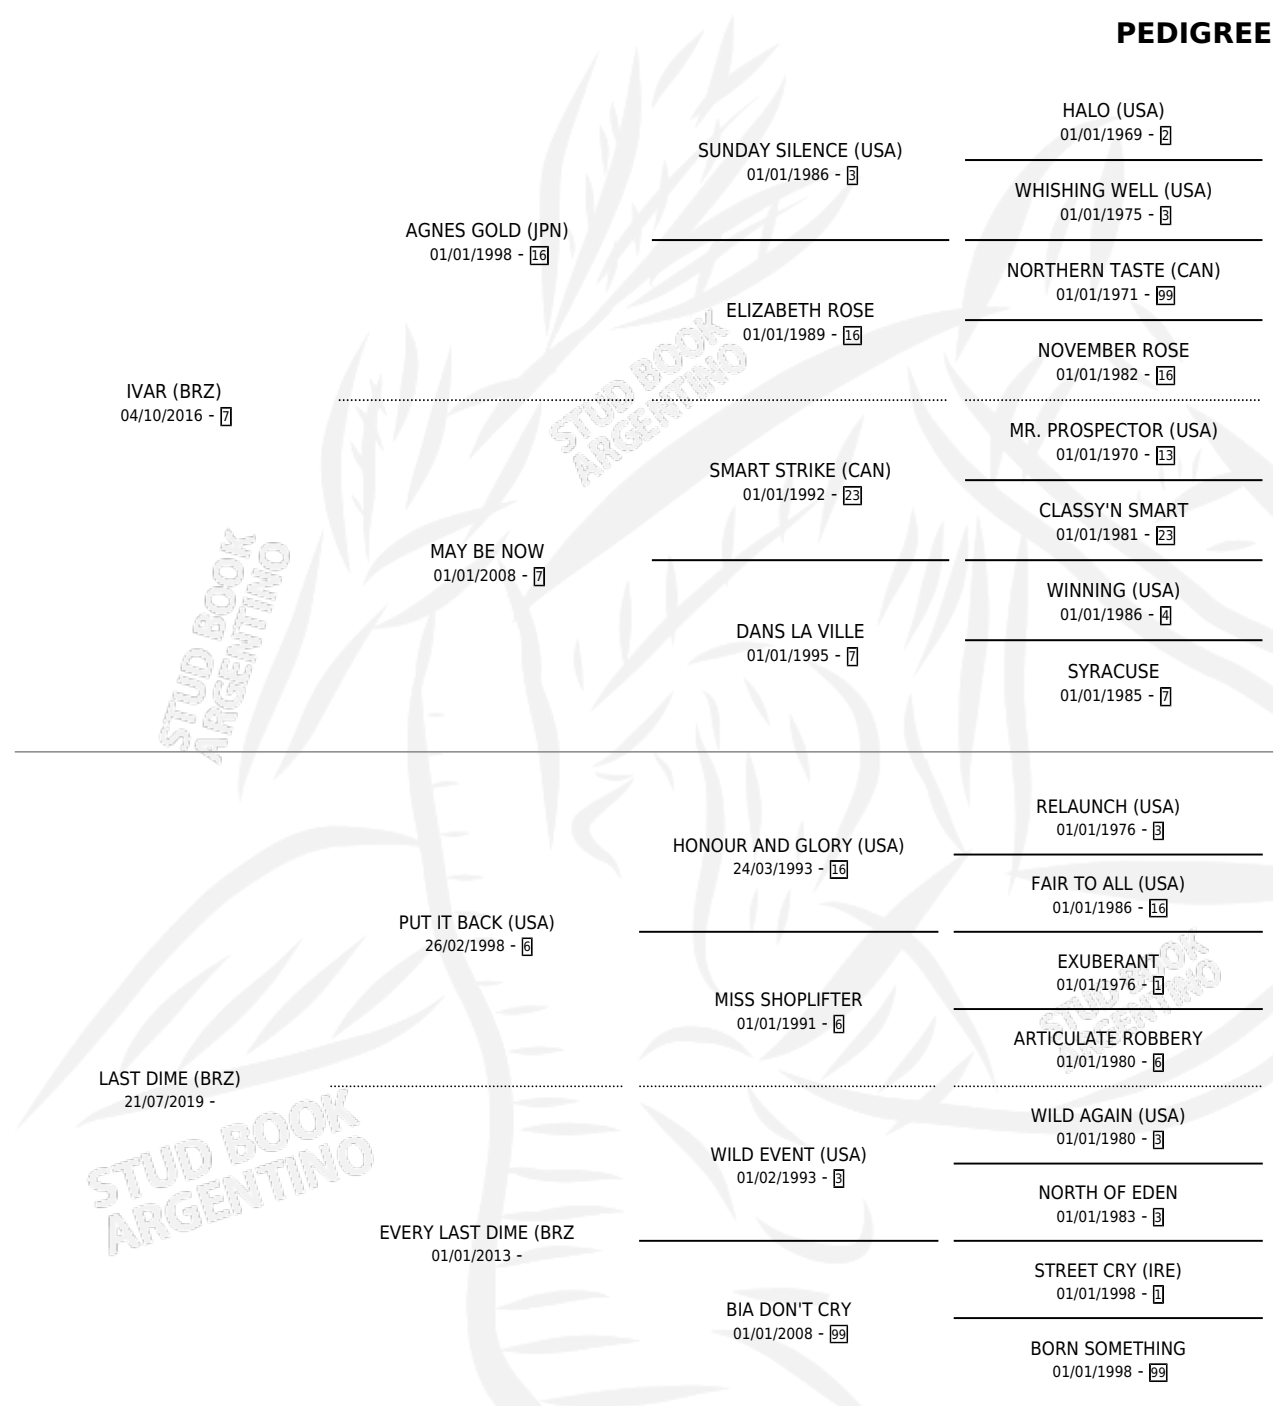 PEDIGREE
HALO (USA)
01/01/1969 - 2
SUNDAY SILENCE (USA)
01/01/1986 - 3
WHISHING WELL (USA)
01/01/1975 - 3
AGNES GOLD (JPN)
01/01/1998 - 16
NORTHERN TASTE (CAN)
01/01/1971 - 99
ELIZABETH ROSE
01/01/1989 - 16
NOVEMBER ROSE
01/01/1982 - 16
IVAR (BRZ)
04/10/2016 - 7
MR. PROSPECTOR (USA)
01/01/1970 - 13
SMART STRIKE (CAN)
01/01/1992 - 23
CLASSY'N SMART
01/01/1981 - 23
MAY BE NOW
01/01/2008 - 7
WINNING (USA)
01/01/1986 - 4
DANS LA VILLE
01/01/1995 - 7
SYRACUSE
01/01/1985 - 7
RELAUNCH (USA)
01/01/1976 - 3
HONOUR AND GLORY (USA)
24/03/1993 - 16
FAIR TO ALL (USA)
01/01/1986 - 16
PUT IT BACK (USA)
26/02/1998 - 6
EXUBERANT
01/01/1976 - 1
MISS SHOPLIFTER
01/01/1991 - 6
ARTICULATE ROBBERY
01/01/1980 - 6
LAST DIME (BRZ)
21/07/2019 -
WILD AGAIN (USA)
01/01/1980 - 3
WILD EVENT (USA)
01/02/1993 - 3
NORTH OF EDEN
01/01/1983 - 3
EVERY LAST DIME (BRZ
01/01/2013 -
STREET CRY (IRE)
01/01/1998 - 1
BIA DON'T CRY
01/01/2008 - 99
BORN SOMETHING
01/01/1998 - 99
STUD BOOK
ARGENTINO
STUD BOOK
ARGENTINO
STUD BOOK
ARGENTINO
STUD BOOK
ARGENTINO